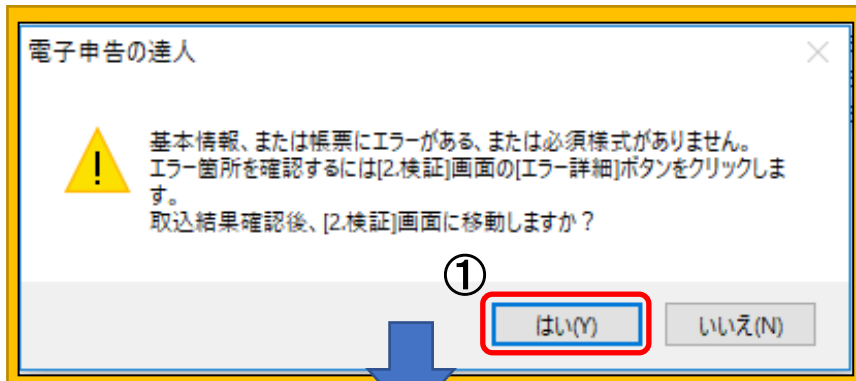 電子申告の達人
基本情報、または帳票にエラーがある、または必須様式がありません。
エラー箇所を確認するには[2.検証]画面の[エラー詳細]ボタンをクリックしま
す。
取込結果確認後、[2.検証]画面に移動しますか？
①
はい(Y)
いいえ(N)